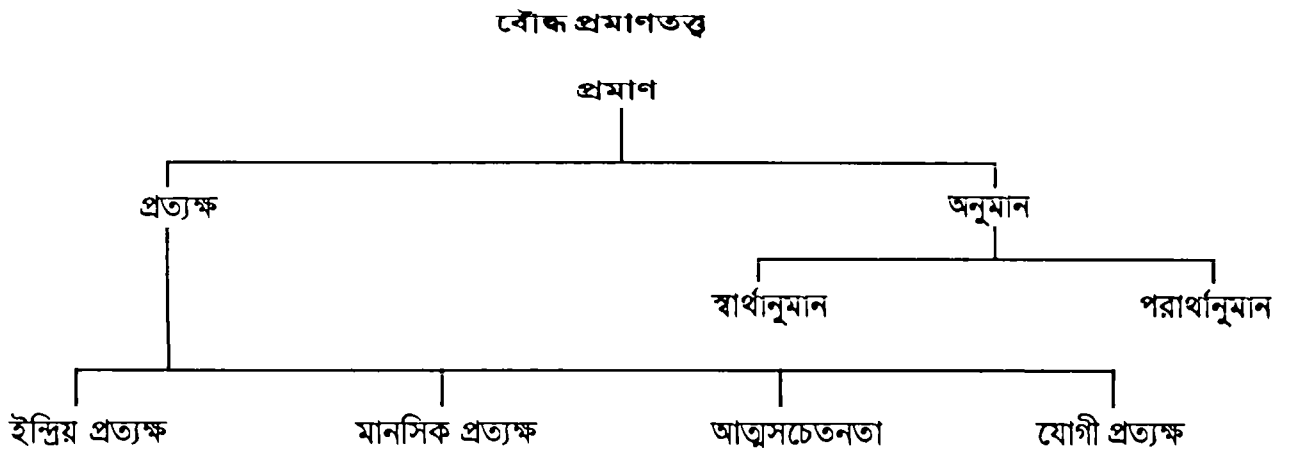 বৌদ্ধ প্রমাণতত্ত্ব
প্রমাণ
প্রত্যক্ষ অনুমান
স্বার্থানুমান পরার্থানুমান
ইন্দ্রিয় প্রত্যক্ষ মানসিক প্রত্যক্ষ আত্মসচেতনতা যোগী প্রত্যক্ষ